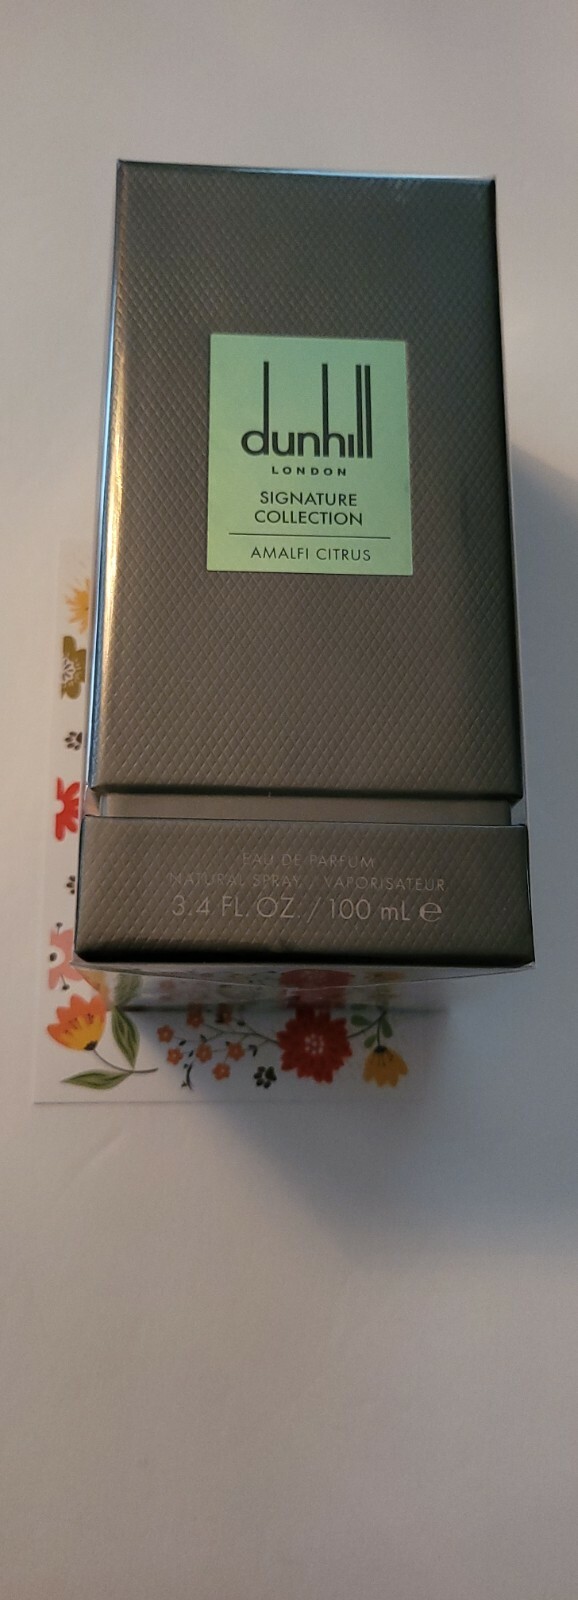 dunhill
LONDON
SIGNATURE
COLLECTION
AMALFI CITRUS
EAU DE PARFUM
NATURAL SPRAY / VAPORISATEUR
3.4 FL. OZ. / 100 mL ℮